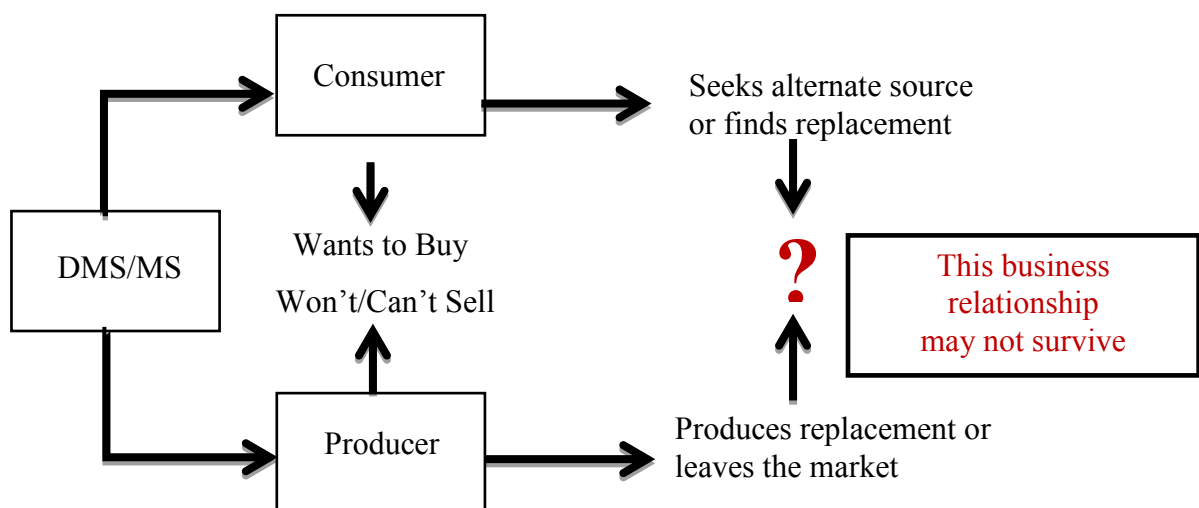 Consumer
Seeks alternate source
or finds replacement
Wants to Buy
DMS/MS
Won’t/Can’t Sell
?
This business
relationship
may not survive
Producer
Produces replacement or
leaves the market